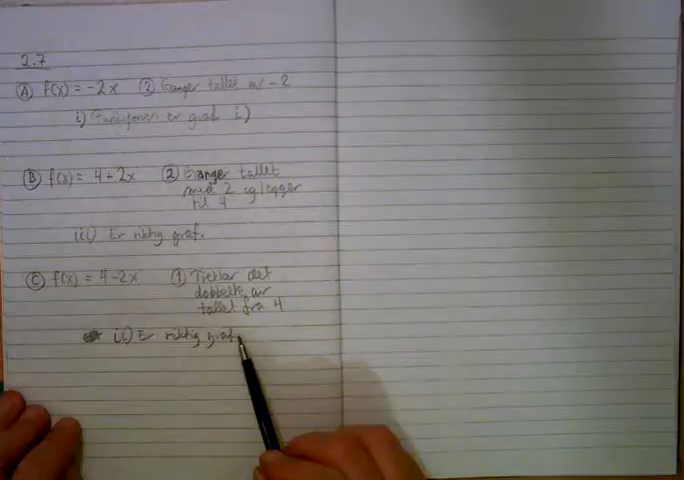 2.7
Ⓐ f(x) = -2x ③ Ganger tallet av -2
i) Funksjonen er graf i)
Ⓑ f(x) = 4 + 2x ② Ganger tallet
med 2 og legger
til 4
iii) Er riktig graf.
Ⓒ f(x) = 4 - 2x ① Trekker det
dobbelte av
tallet fra 4
ii) Er riktig graf